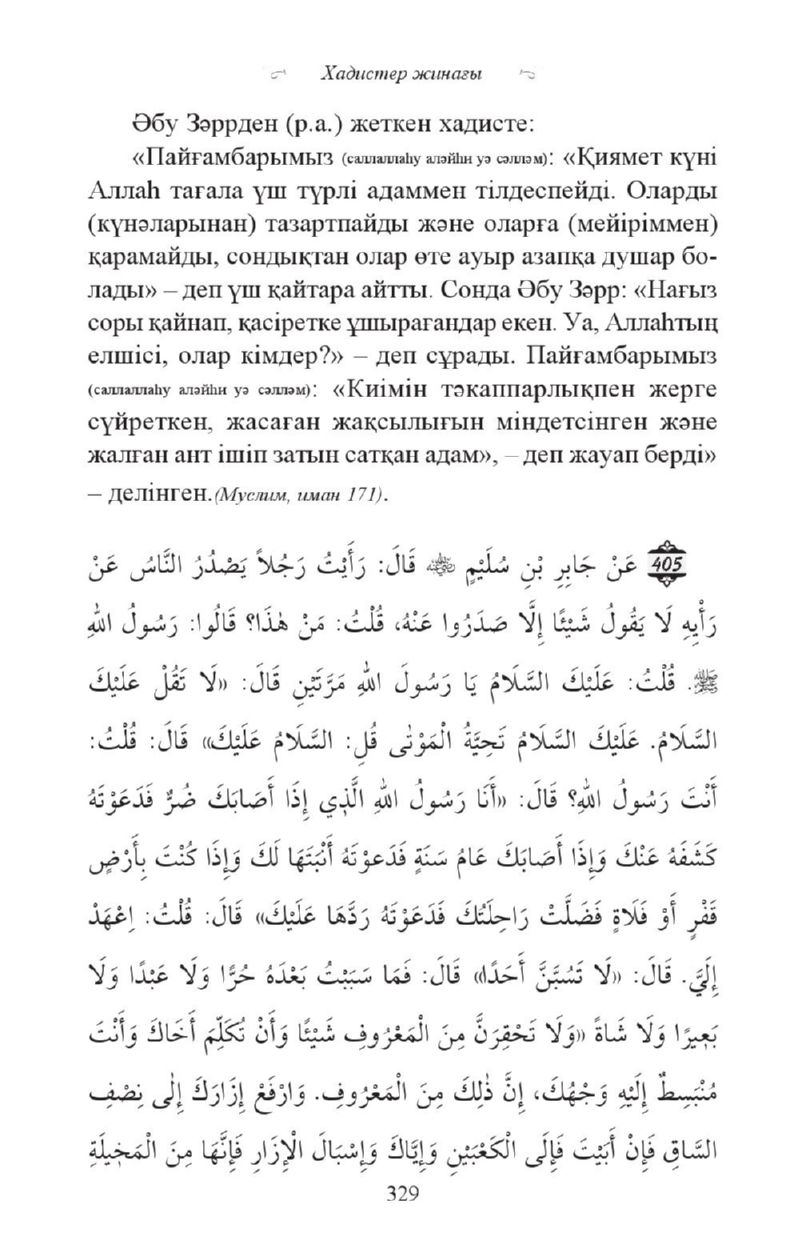 Хадистер жинағы
Әбу Зәррден (р.а.) жеткен хадисте:
«Пайғамбарымыз (саллаллаһу аләйһи уә сәлләм): «Қиямет күні
Аллаһ тағала үш түрлі адаммен тілдеспейді. Оларды
(күнәларынан) тазартпайды және оларға (мейіріммен)
қарамайды, сондықтан олар өте ауыр азапқа душар бо-
лады» – деп үш қайтара айтты. Сонда Әбу Зәрр: «Нағыз
соры қайнап, қасіретке ұшырағандар екен. Уа, Аллаһтың
елшісі, олар кімдер?» – деп сұрады. Пайғамбарымыз
(саллаллаһу аләйһи уә сәлләм): «Киімін тәкаппарлықпен жерге
сүйреткен, жасаған жақсылығын міндетсінген және
жалған ант ішіп затын сатқан адам», – деп жауап берді»
– делінген.(Муслим, иман 171).
405 عَنْ جَابِرِ بْنِ سُلَيْمٍ ﷺ قَالَ: رَأَيْتُ رَجُلاً يَصْدُرُ النَّاسُ عَنْ
رَأْيِهِ لَا يَقُولُ شَيْئًا إِلَّا صَدَرُوا عَنْهُ، قُلْتُ: مَنْ هٰذَا؟ قَالُوا: رَسُولُ اللهِ
ﷺ. قُلْتُ: عَلَيْكَ السَّلَامُ يَا رَسُولَ اللهِ مَرَّتَيْنِ قَالَ: «لَا تَقُلْ عَلَيْكَ
السَّلَامُ. عَلَيْكَ السَّلَامُ تَحِيَّةُ الْمَوْتٰى قُلِ: السَّلَامُ عَلَيْكَ» قَالَ: قُلْتُ:
أَنْتَ رَسُولُ اللهِ؟ قَالَ: «أَنَا رَسُولُ اللهِ الَّذِي إِذَا أَصَابَكَ ضُرٌّ فَدَعَوْتَهُ
كَشَفَهُ عَنْكَ وَإِذَا أَصَابَكَ عَامُ سَنَةٍ فَدَعَوْتَهُ أَنْبَتَهَا لَكَ وَإِذَا كُنْتَ بِأَرْضٍ
قَفْرٍ أَوْ فَلَاةٍ فَضَلَّتْ رَاحِلَتُكَ فَدَعَوْتَهُ رَدَّهَا عَلَيْكَ» قَالَ: قُلْتُ: اِعْهَدْ
إِلَيَّ. قَالَ: «لَا تَسُبَّنَّ أَحَدًا» قَالَ: فَمَا سَبَبْتُ بَعْدَهُ حُرًّا وَلَا عَبْدًا وَلَا
بَعِيرًا وَلَا شَاةً «وَلَا تَحْقِرَنَّ مِنَ الْمَعْرُوفِ شَيْئًا وَأَنْ تُكَلِّمَ أَخَاكَ وَأَنْتَ
مُنْبَسِطٌ إِلَيْهِ وَجْهُكَ، إِنَّ ذٰلِكَ مِنَ الْمَعْرُوفِ. وَارْفَعْ إِزَارَكَ إِلٰى نِصْفِ
السَّاقِ فَإِنْ أَبَيْتَ فَإِلَى الْكَعْبَيْنِ وَإِيَّاكَ وَإِسْبَالَ الْإِزَارِ فَإِنَّهَا مِنَ الْمَخِيلَةِ
329